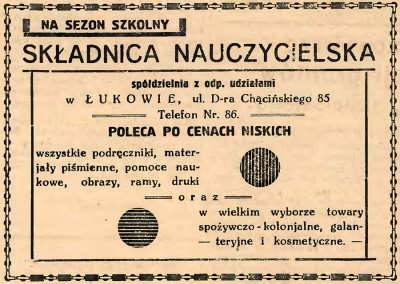 NA SEZON SZKOLNY
SKŁADNICA NAUCZYCIELSKA
spółdzielnia z odp. udziałami
w ŁUKOWIE, ul. D-ra Chącińskiego 85
Telefon Nr. 86.
POLECA PO CENACH NISKICH
wszystkie podręczniki, mater-
jały piśmienne, pomoce nau-
kowe, obrazy, ramy, druki
— oraz —
w wielkim wyborze towary
spożywczo-kolonjalne, galan-
— teryjne i kosmetyczne. —